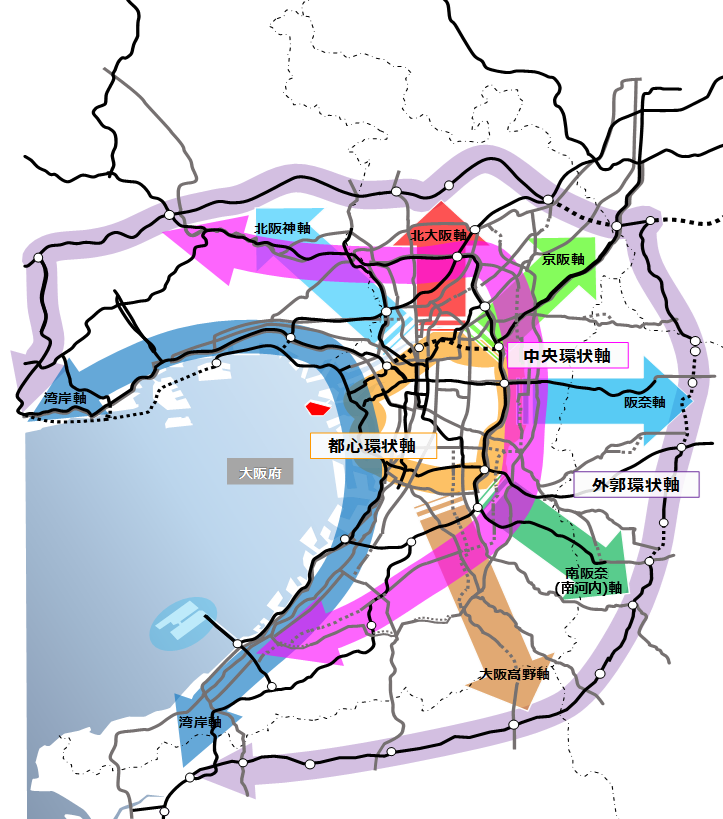 北阪神軸
北大阪軸
京阪軸
中央環状軸
湾岸軸
阪奈軸
都心環状軸
大阪府
外郭環状軸
南阪奈
(南河内)軸
大阪高野軸
湾岸軸